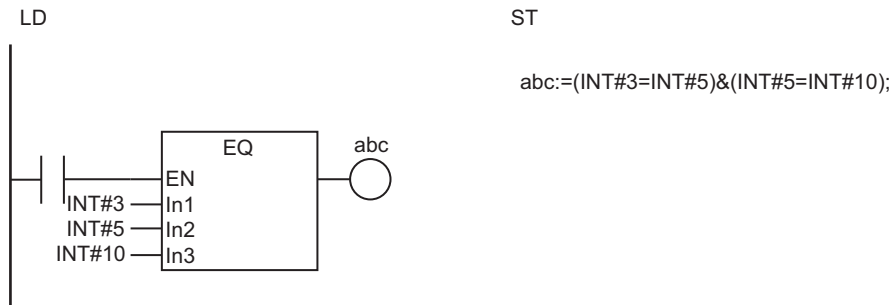 LD
ST
abc:=(INT#3=INT#5)&(INT#5=INT#10);
EQ
abc
EN
INT#3 In1
INT#5 In2
INT#10 In3